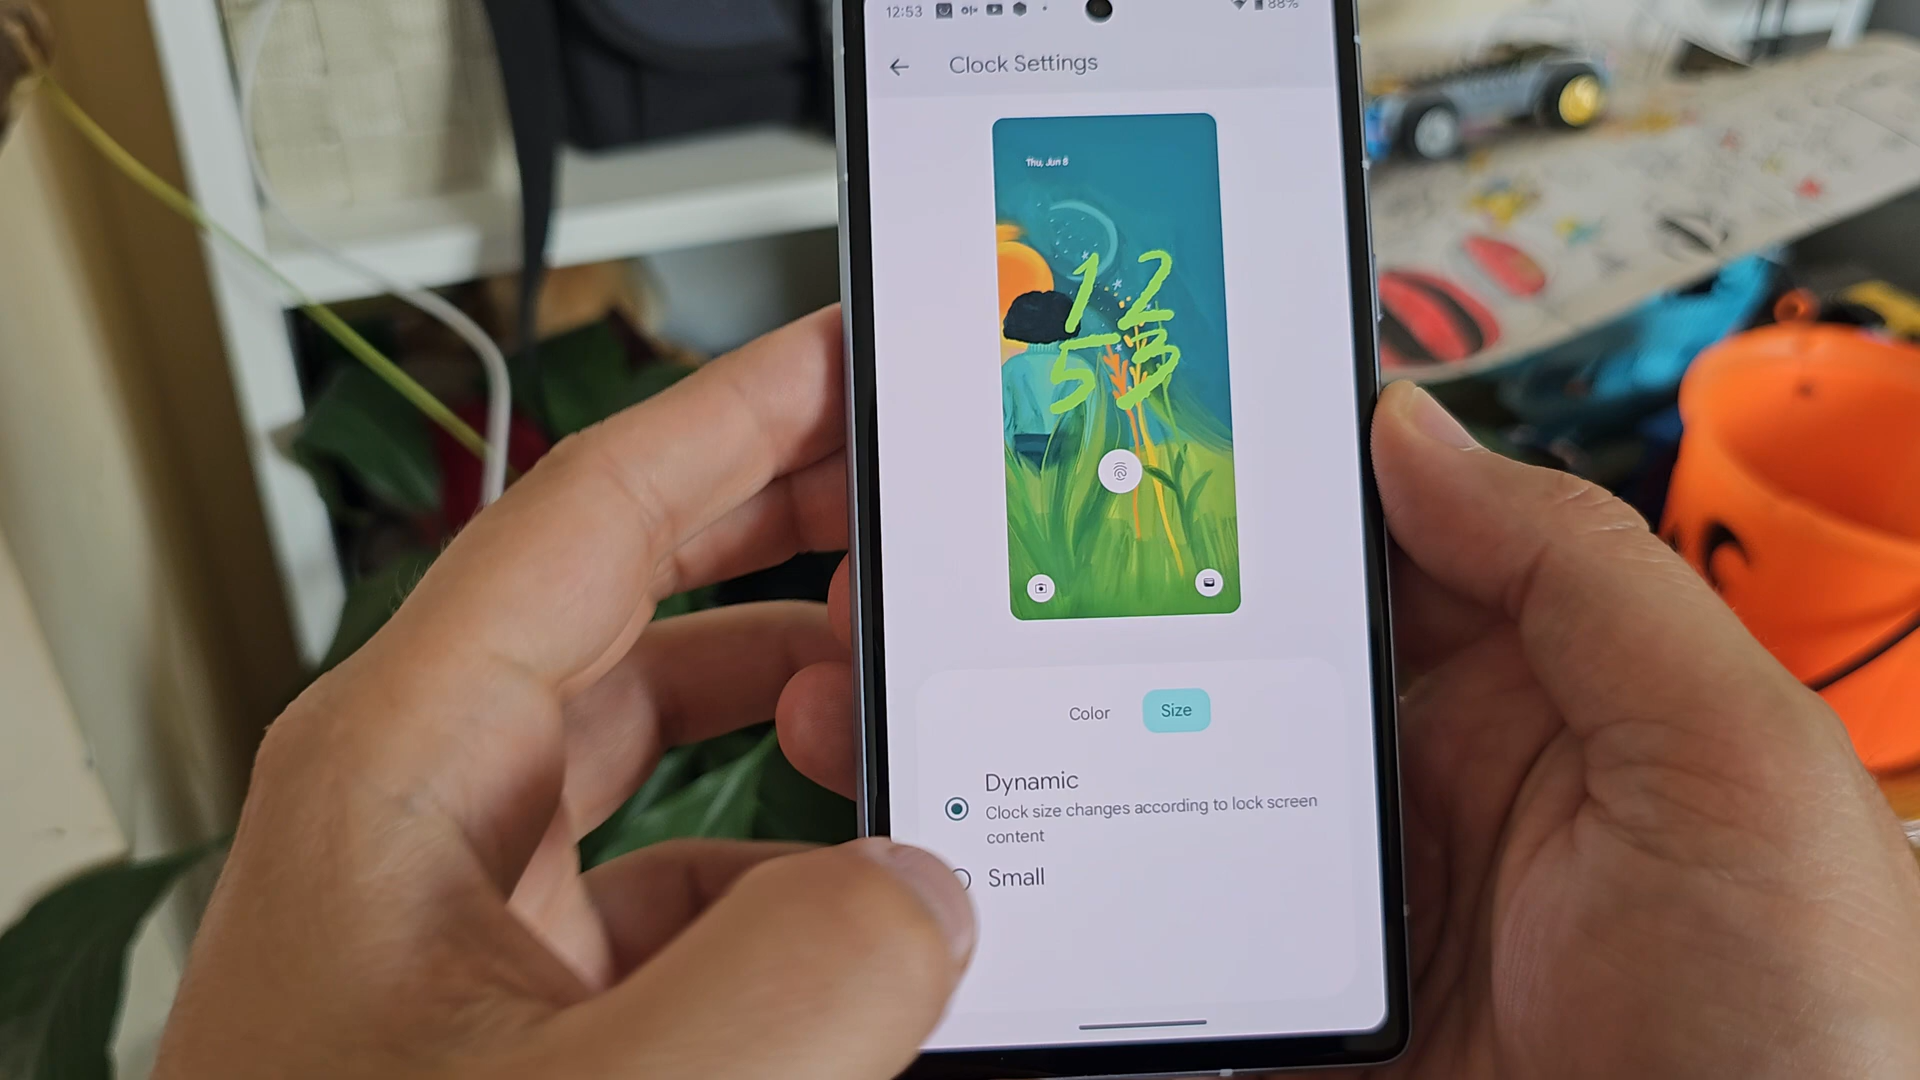 12:53 88%
Clock Settings
Thu, Jun 8
12
53
Color Size
Dynamic
Clock size changes according to lock screen
content
Small